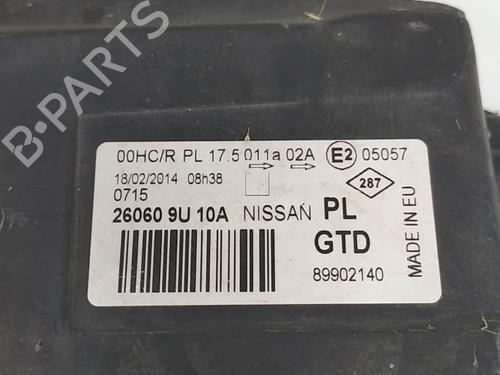 00HC/R PL 17.5 011a 02A E2 05057
18/02/2014 08h38
0715
287
26060 9U 10A NISSAN PL
GTD
89902140
MADE IN EU
B-PARTS